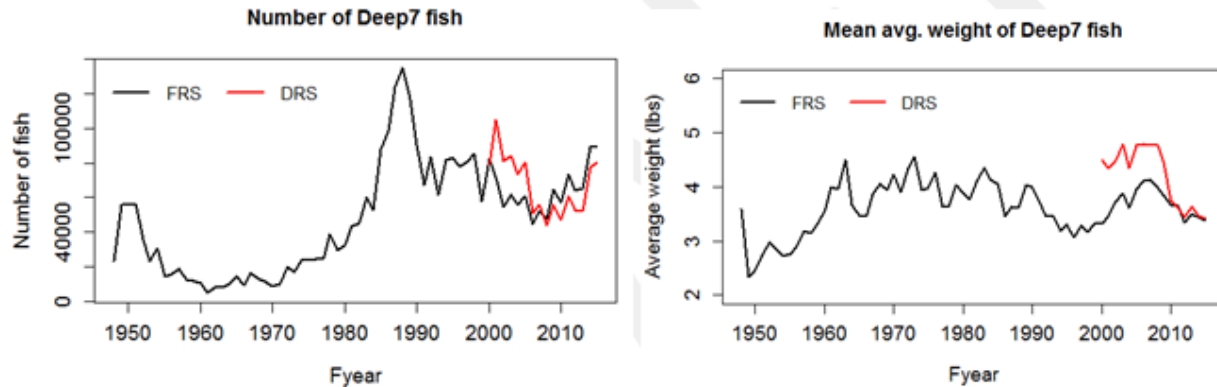 Number of Deep7 fish
FRS DRS
Number of fish
100000
40000
0
1950 1960 1970 1980 1990 2000 2010
Fyear
Mean avg. weight of Deep7 fish
FRS DRS
Average weight (lbs)
6
5
4
3
2
1950 1960 1970 1980 1990 2000 2010
Fyear